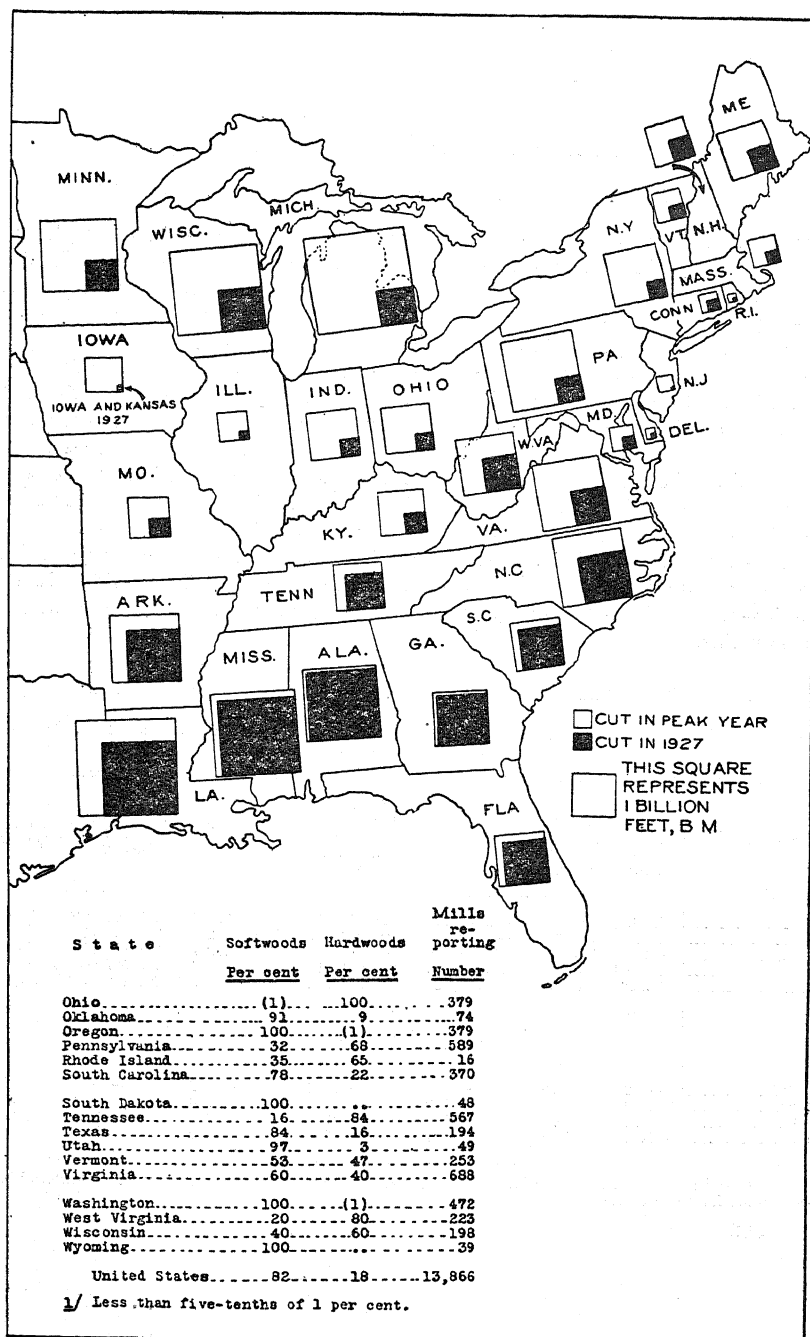 ME
MINN.
MICH.
WISC.
N.Y
VT.
N.H.
MASS.
CONN
R.I.
IOWA
IOWA AND KANSAS
1927
ILL.
IND.
OHIO
PA
N.J
MD.
DEL.
W.VA
MO.
KY.
VA.
N.C
TENN
ARK.
S.C
MISS.
ALA.
GA.
LA.
FLA
CUT IN PEAK YEAR
CUT IN 1927
THIS SQUARE
REPRESENTS
1 BILLION
FEET, B M
Mills
re-
State Softwoods Hardwoods porting
Per cent Per cent Number
Ohio (1) 100 379
Oklahoma 91 9 74
Oregon 100 (1) 379
Pennsylvania 32 68 589
Rhode Island 35 65 16
South Carolina 78 22 370
South Dakota 100 .. 48
Tennessee 16 84 567
Texas 84 16 194
Utah 97 3 49
Vermont 53 47 253
Virginia 60 40 688
Washington 100 (1) 472
West Virginia 20 80 223
Wisconsin 40 60 198
Wyoming 100 .. 39
United States 82 18 13,866
1/ Less than five-tenths of 1 per cent.